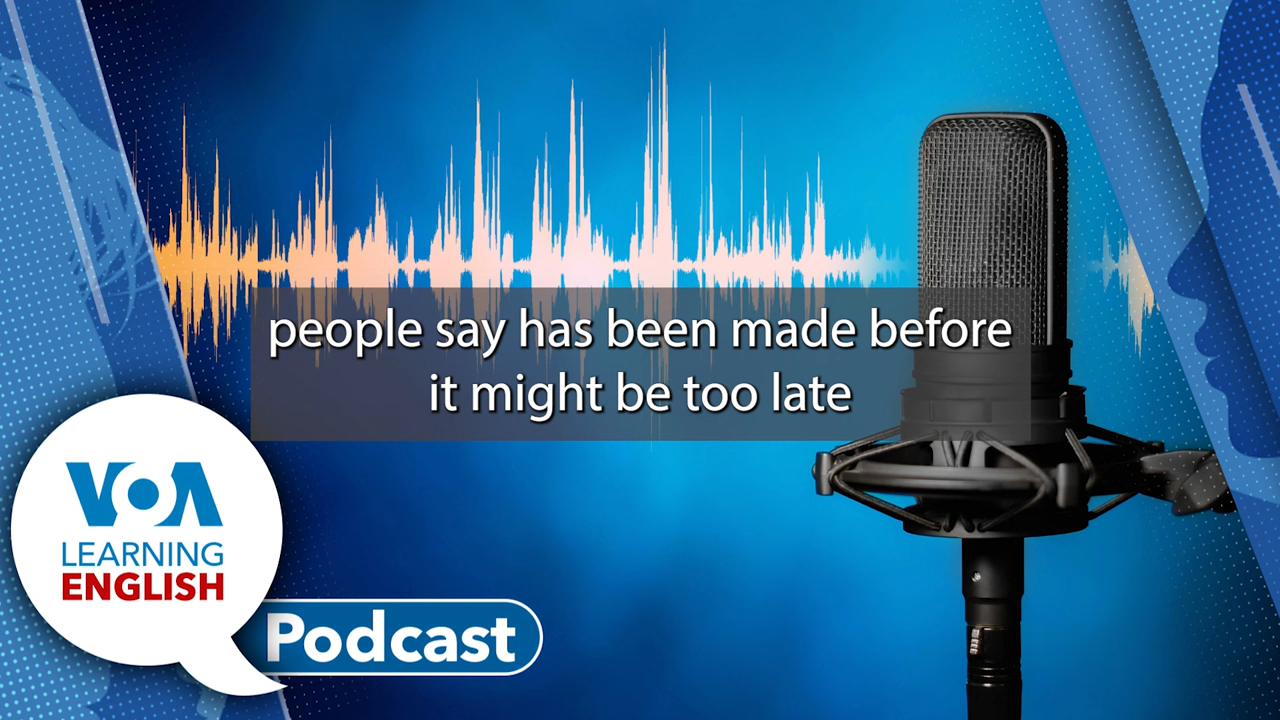 people say has been made before
it might be too late
VOA
LEARNING
ENGLISH
Podcast